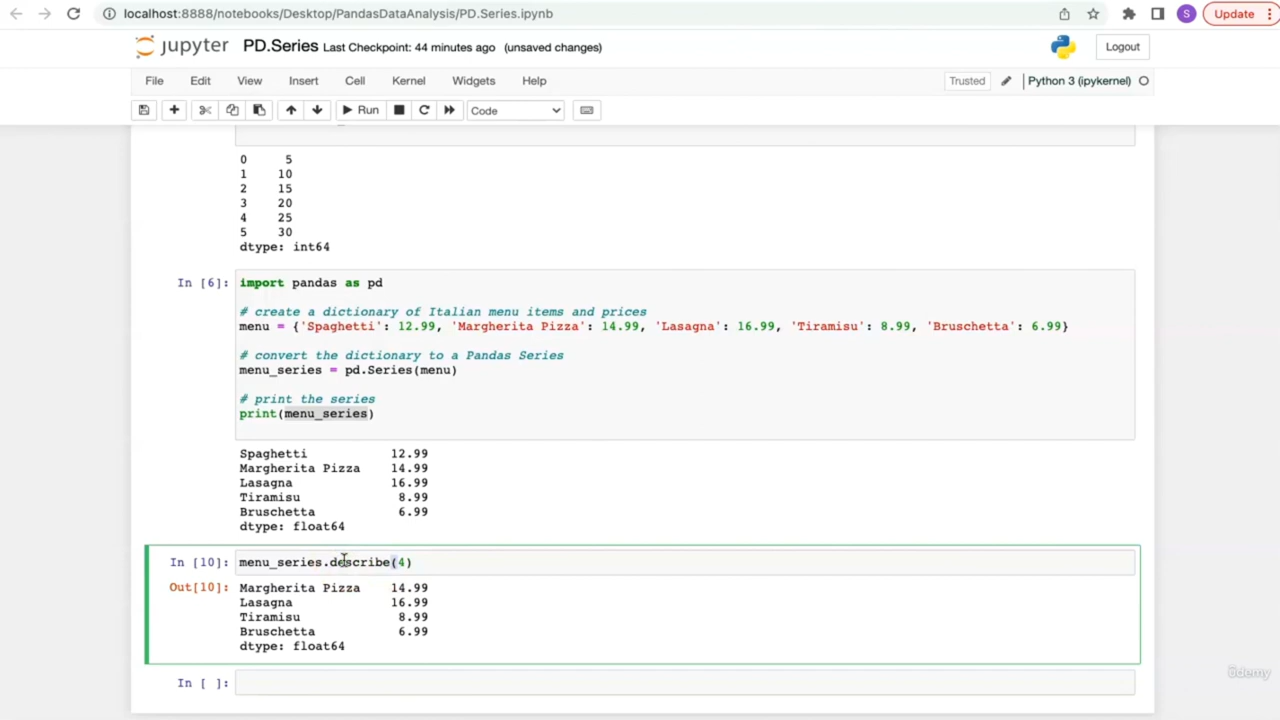 localhost:8888/notebooks/Desktop/PandasDataAnalysis/PD.Series.ipynb
S
Update
jupyter PD.Series Last Checkpoint: 44 minutes ago (unsaved changes)
Logout
File Edit View Insert Cell Kernel Widgets Help
Trusted
Python 3 (ipykernel)
Run
Code
0 5
1 10
2 15
3 20
4 25
5 30
dtype: int64
In [6]: import pandas as pd
# create a dictionary of Italian menu items and prices
menu = {'Spaghetti': 12.99, 'Margherita Pizza': 14.99, 'Lasagna': 16.99, 'Tiramisu': 8.99, 'Bruschetta': 6.99}
# convert the dictionary to a Pandas Series
menu_series = pd.Series(menu)
# print the series
print(menu_series)
Spaghetti 12.99
Margherita Pizza 14.99
Lasagna 16.99
Tiramisu 8.99
Bruschetta 6.99
dtype: float64
In [10]: menu_series.describe(4)
Out[10]: Margherita Pizza 14.99
Lasagna 16.99
Tiramisu 8.99
Bruschetta 6.99
dtype: float64
In [ ]:
ûdemy